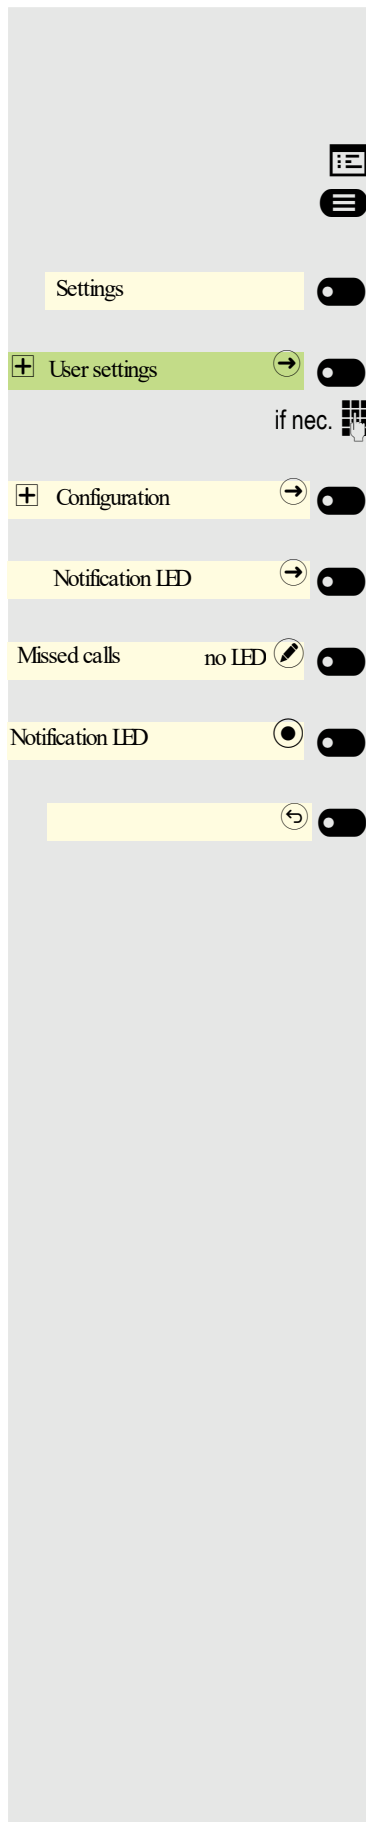 Settings
User settings
if nec.
Configuration
Notification LED
Missed calls no LED
Notification LED